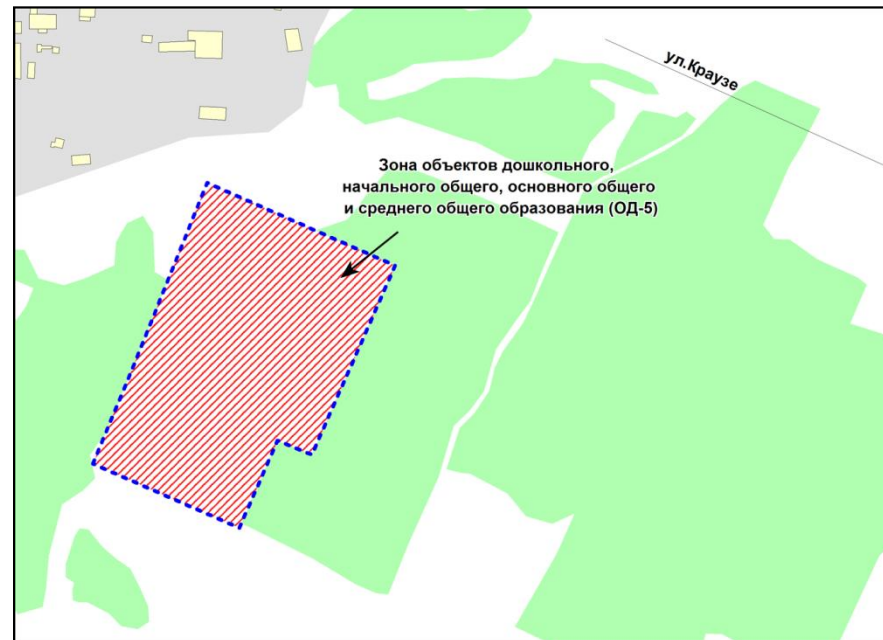 ул.Краузе
Зона объектов дошкольного,
начального общего, основного общего
и среднего общего образования (ОД-5)